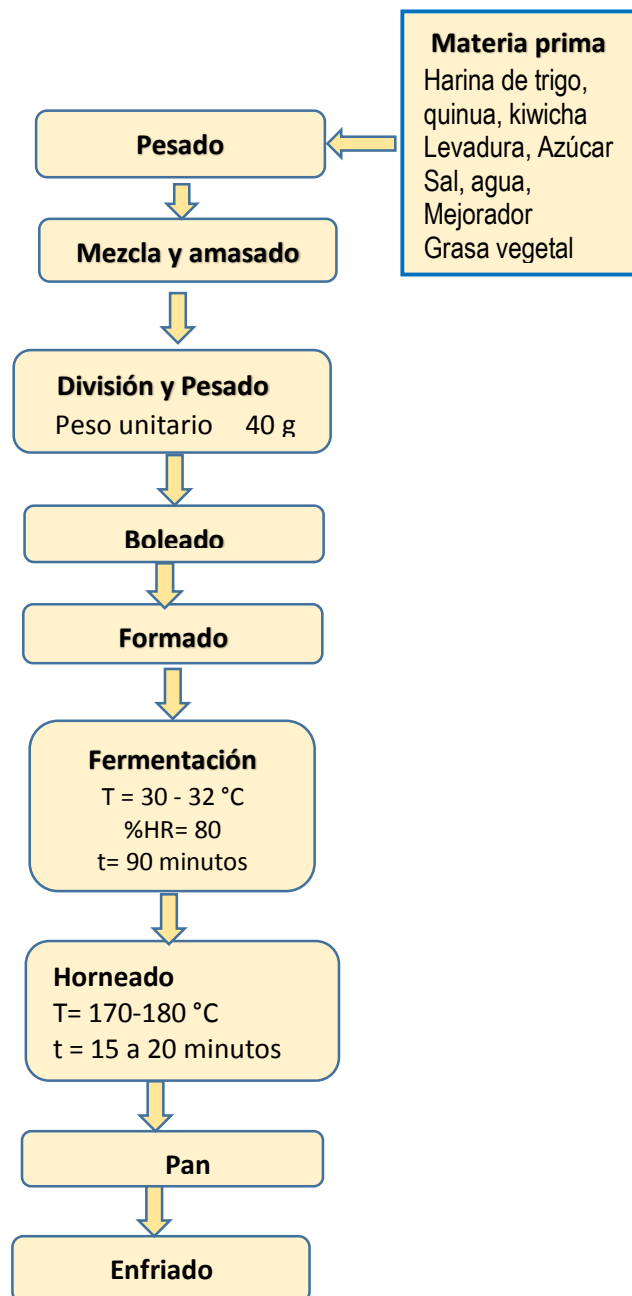 Materia prima
Harina de trigo,
quinua, kiwicha
Levadura, Azúcar
Sal, agua,
Mejorador
Grasa vegetal
Pesado
Mezcla y amasado
División y Pesado
Peso unitario 40 g
Boleado
Formado
Fermentación
T = 30 - 32 °C
%HR= 80
t= 90 minutos
Horneado
T= 170-180 °C
t = 15 a 20 minutos
Pan
Enfriado